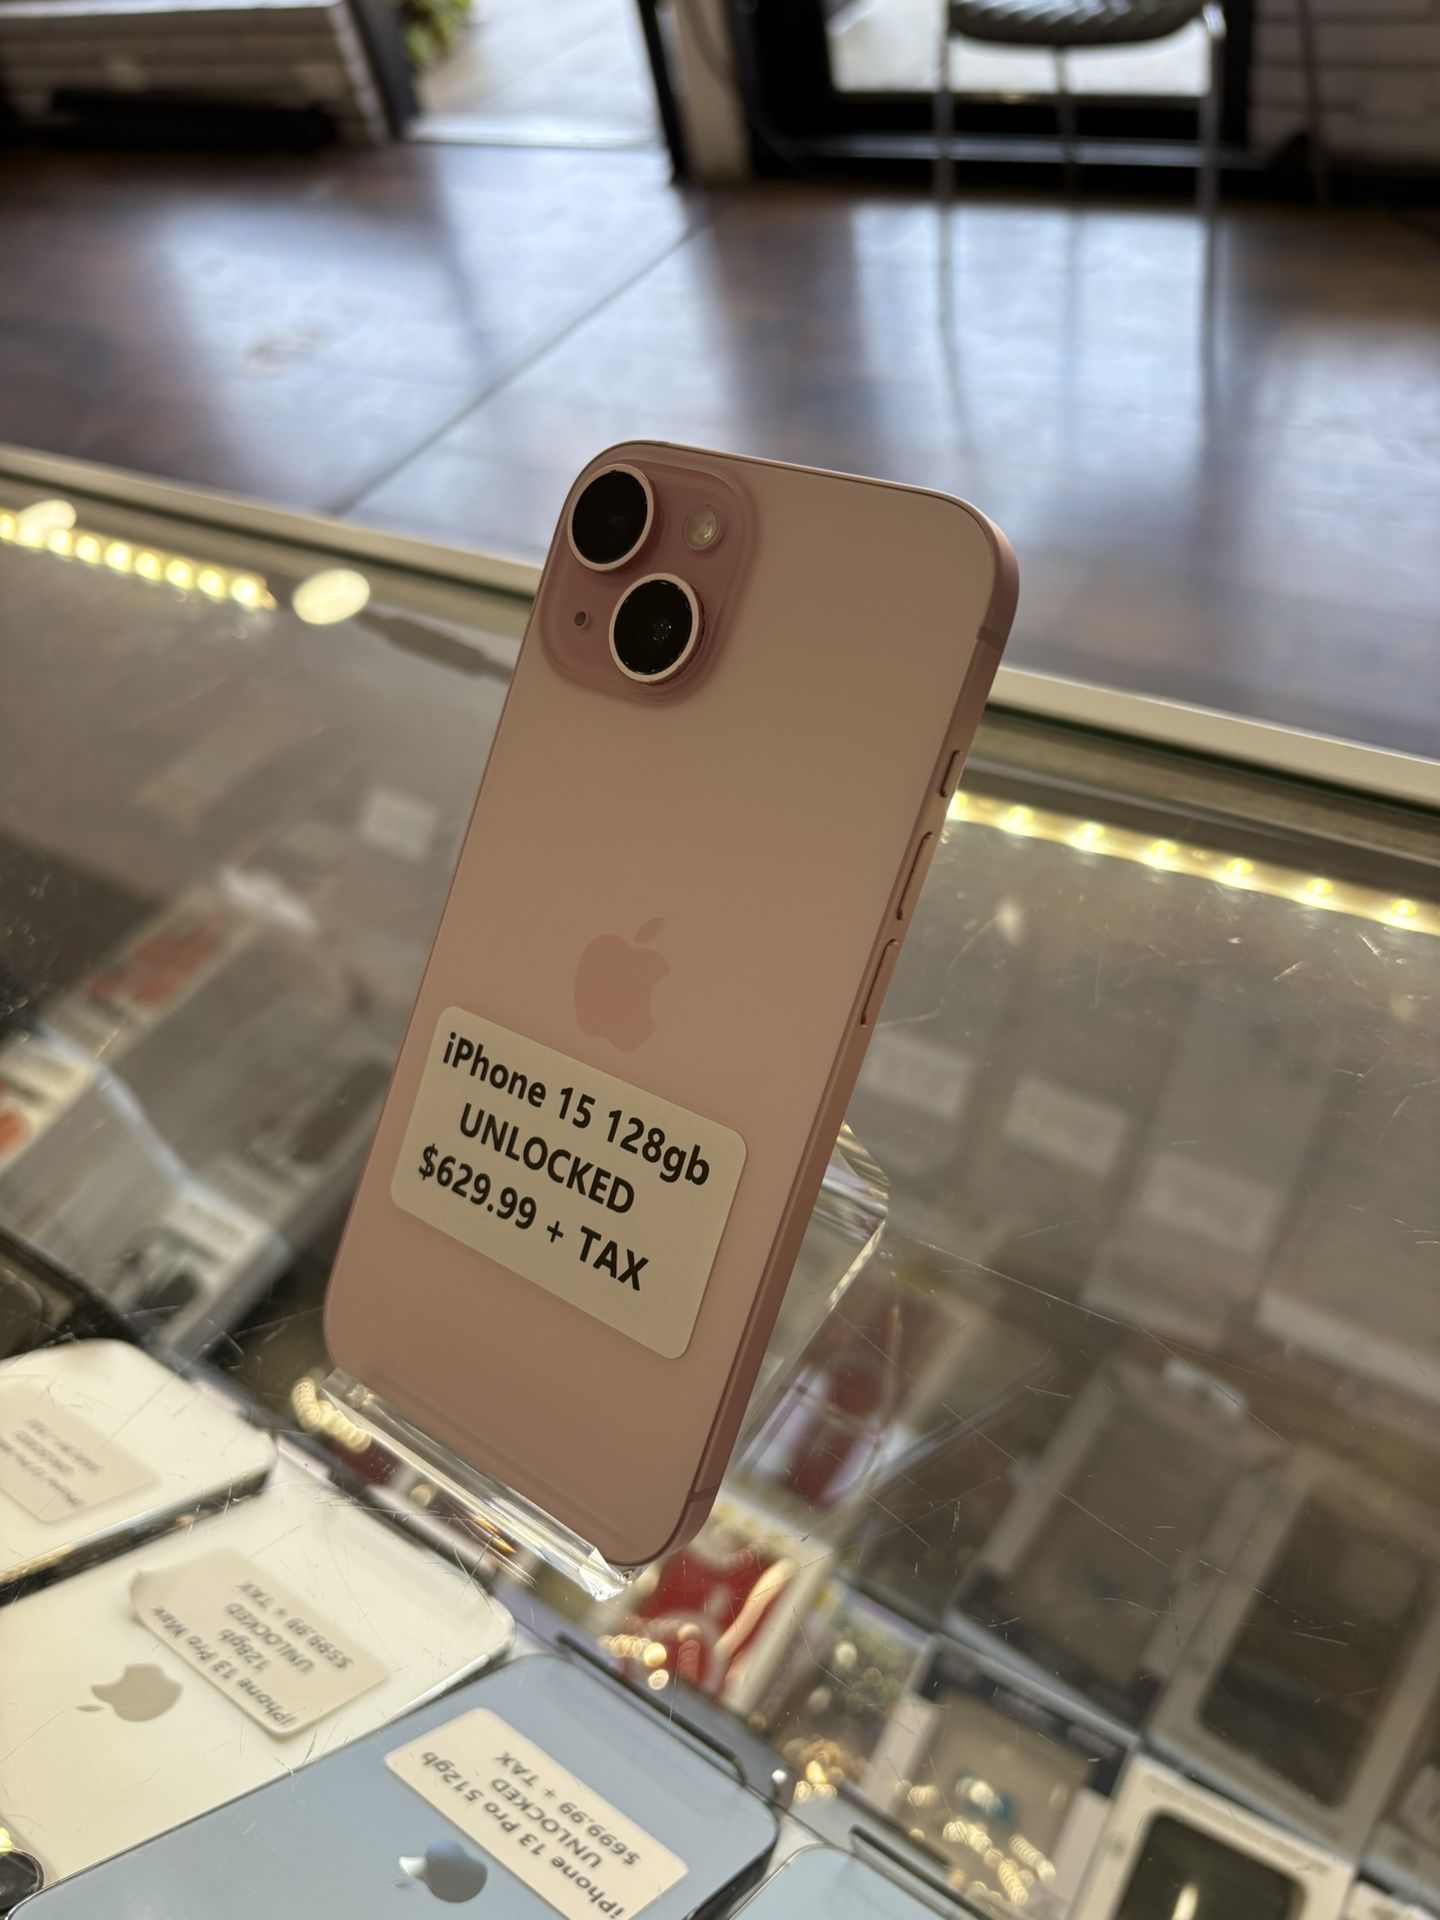 iPhone 15 128gb
UNLOCKED
$629.99 + TAX
iPhone 13 Pro Max
128gb
UNLOCKED
$599.99 + TAX
iPhone 13 Pro 512gb
UNLOCKED
$699.99 + TAX